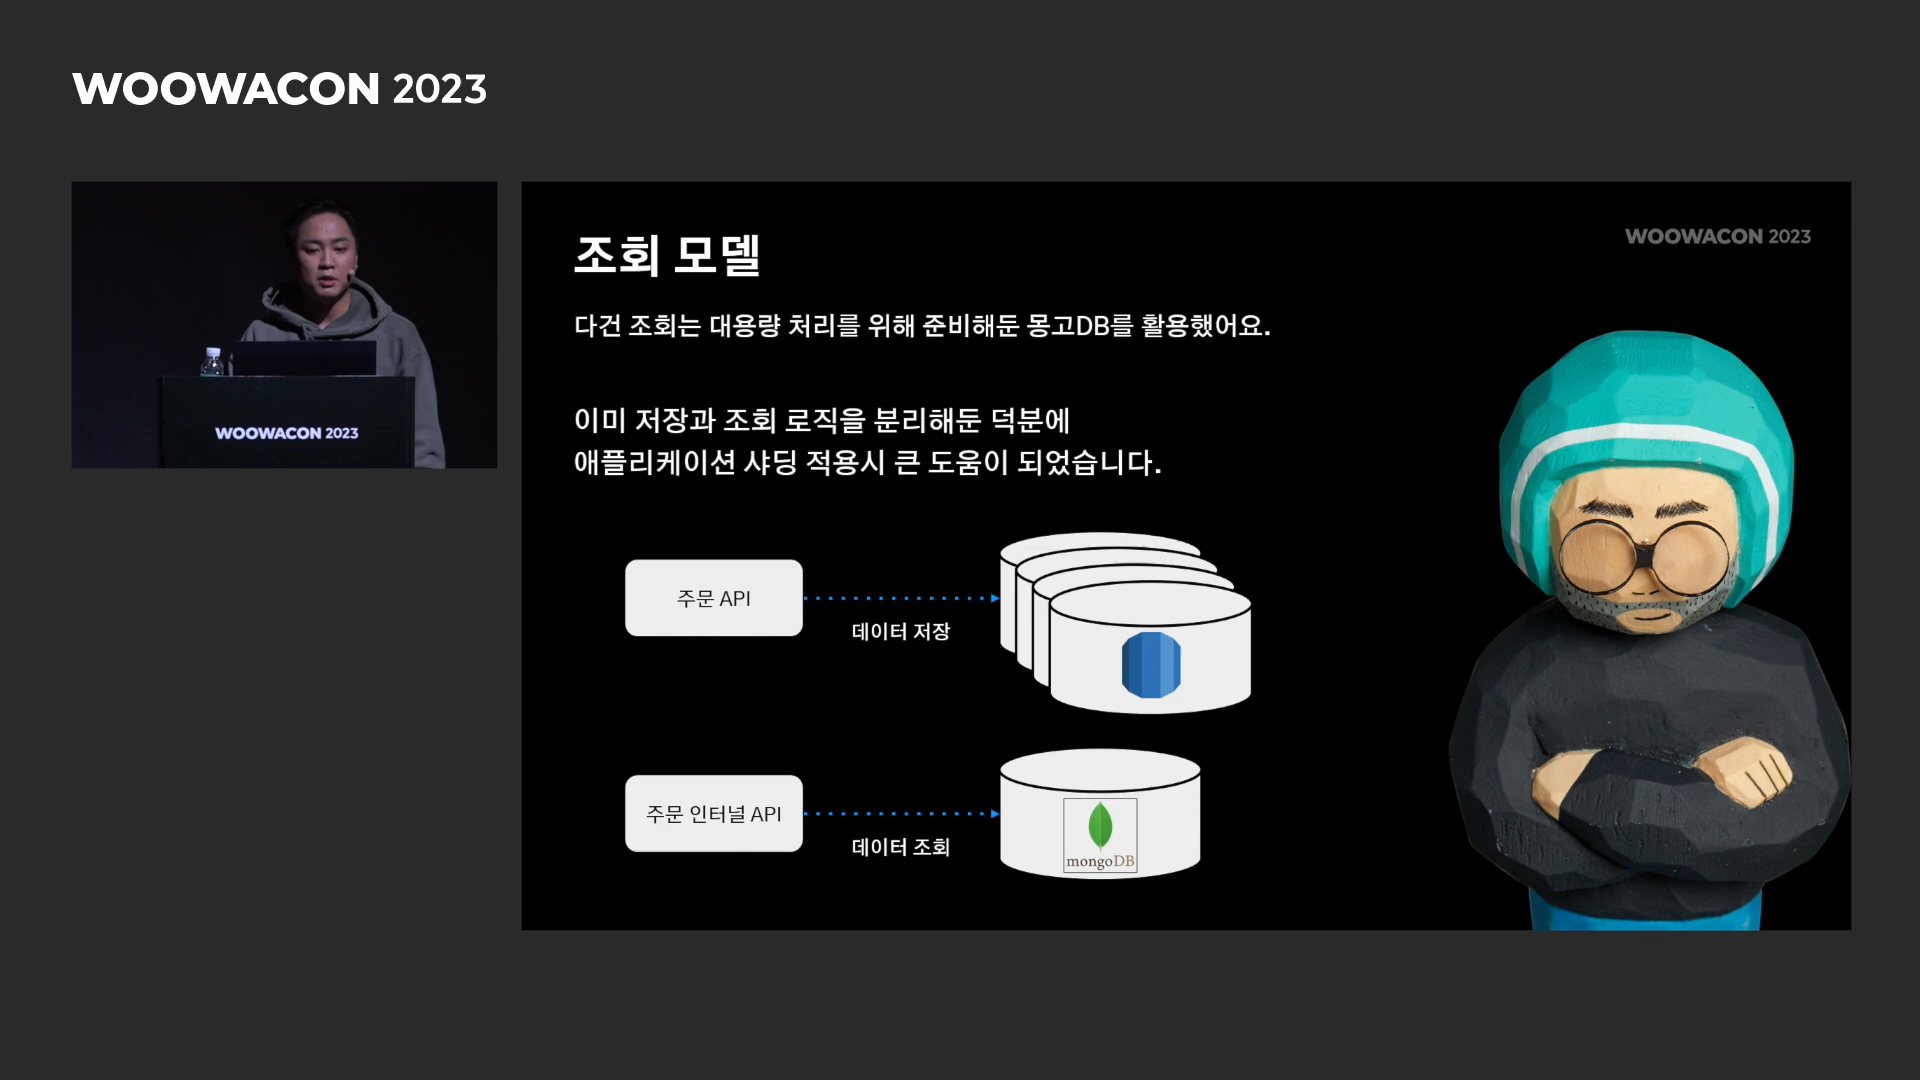 WOOWACON 2023
WOOWACON 2023
조회 모델
WOOWACON 2023
다건 조회는 대용량 처리를 위해 준비해둔 몽고DB를 활용했어요.
이미 저장과 조회 로직을 분리해둔 덕분에
애플리케이션 샤딩 적용시 큰 도움이 되었습니다.
주문 API
데이터 저장
주문 인터널 API
데이터 조회
mongoDB